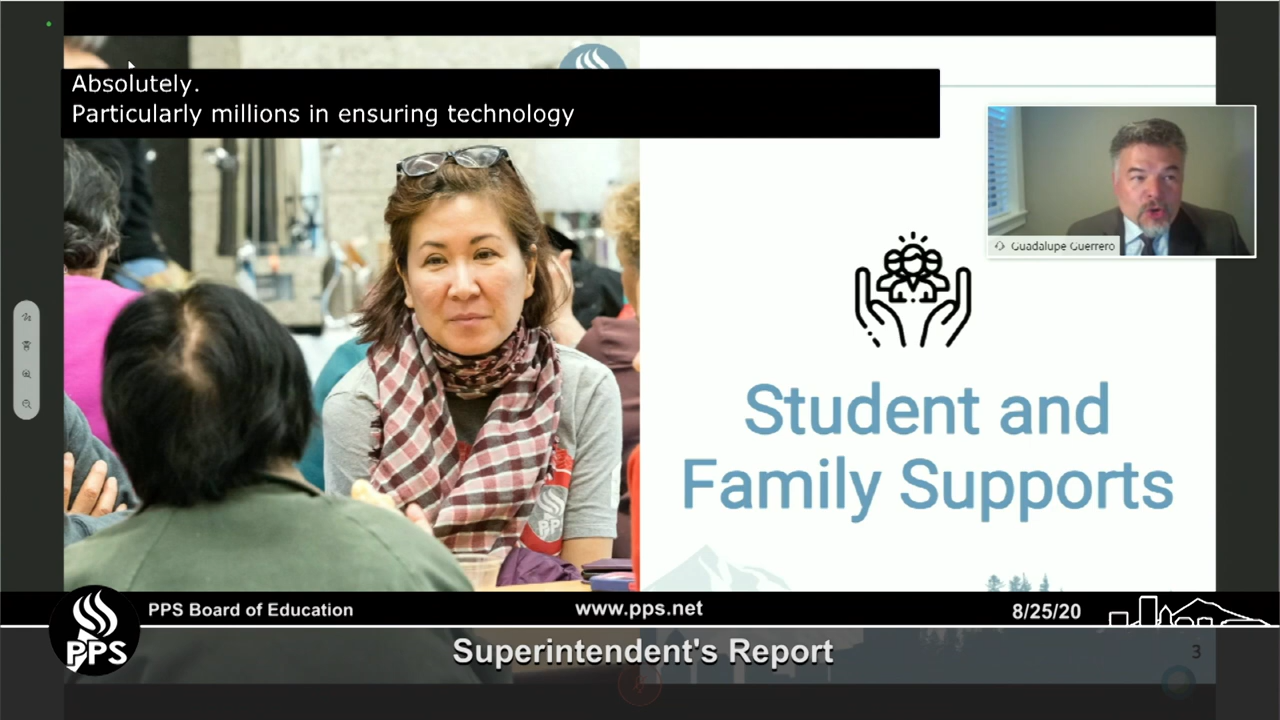 Absolutely.
Particularly millions in ensuring technology
Guadalupe Guerrero
Student and
Family Supports
PPS
PPS Board of Education
www.pps.net
8/25/20
PPS
Superintendent's Report
3